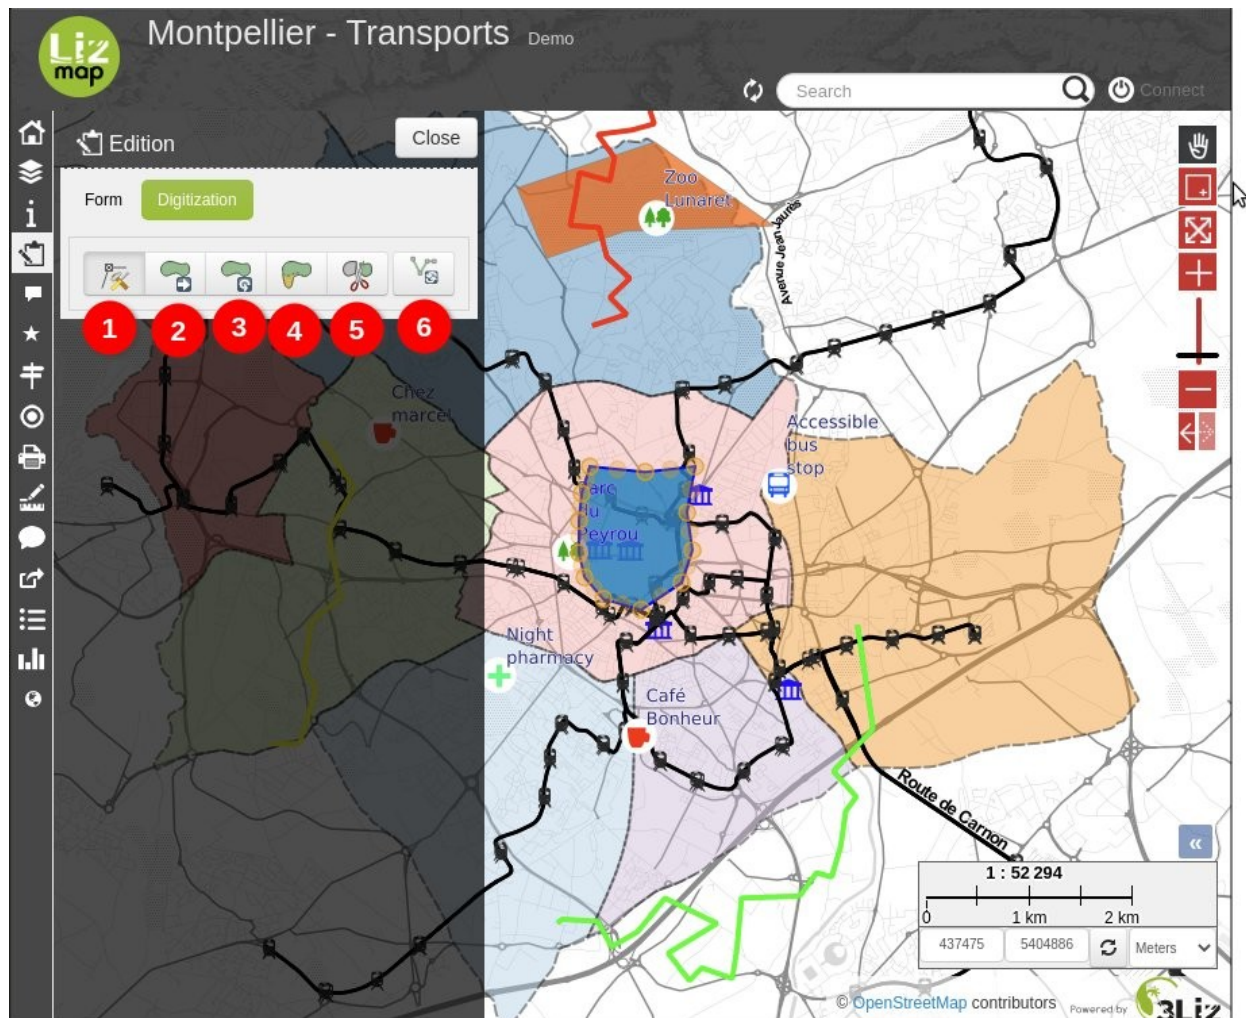 Liz
map
Montpellier - Transports Demo
Search
Connect
Edition
Close
Form
Digitization
1
2
3
4
5
6
Zoo
Lunaret
Avenue Jean Jaurès
Chez
marcel
Accessible
bus
stop
Parc
du
Peyrou
Night
pharmacy
Café
Bonheur
Route de Carnon
«
1 : 52 294
0
1 km
2 km
437475
5404886
Meters
© OpenStreetMap contributors
Powered by
3Liz